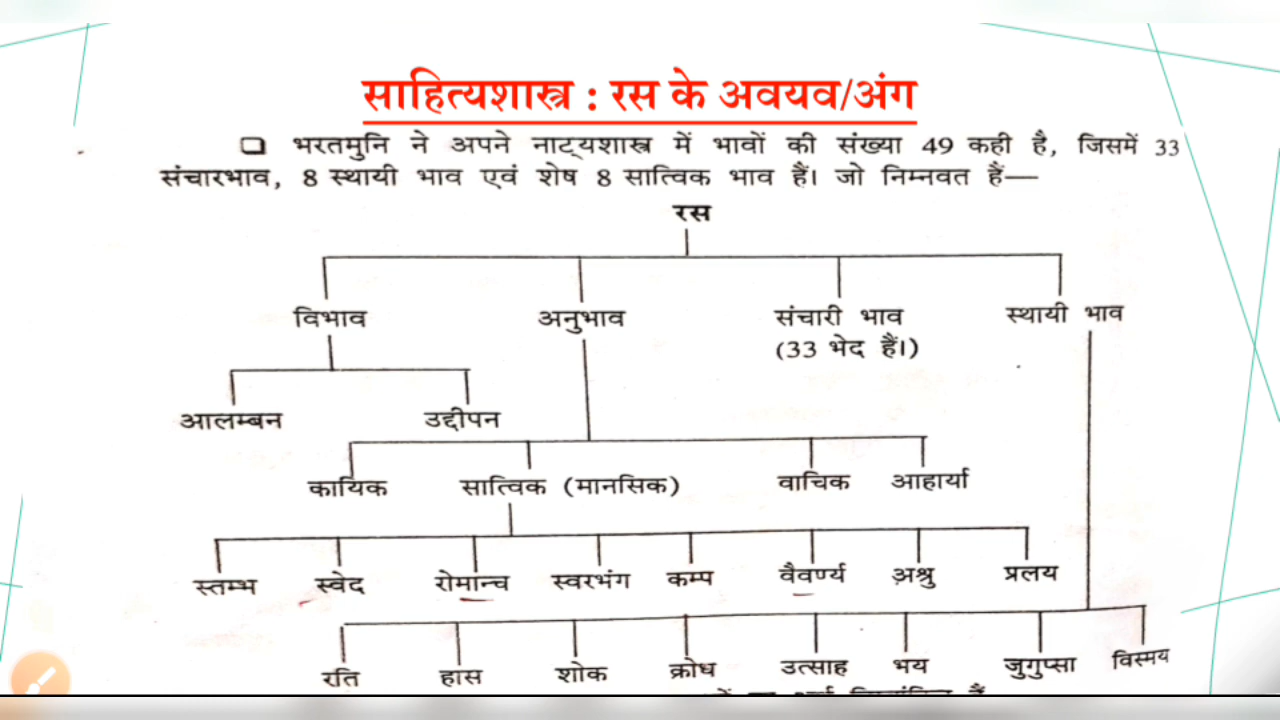 साहित्यशास्त्र : रस के अवयव/अंग
❑ भरतमुनि ने अपने नाट्यशास्त्र में भावों की संख्या 49 कही है, जिसमें 33
संचारभाव, 8 स्थायी भाव एवं शेष 8 सात्विक भाव हैं। जो निम्नवत हैं—
रस
विभाव अनुभाव संचारी भाव स्थायी भाव
(33 भेद हैं।)
आलम्बन उद्दीपन
कायिक सात्विक (मानसिक) वाचिक आहार्या
स्तम्भ स्वेद रोमान्च स्वरभंग कम्प वैवर्ण्य अश्रु प्रलय
रति हास शोक क्रोध उत्साह भय जुगुप्सा विस्मय